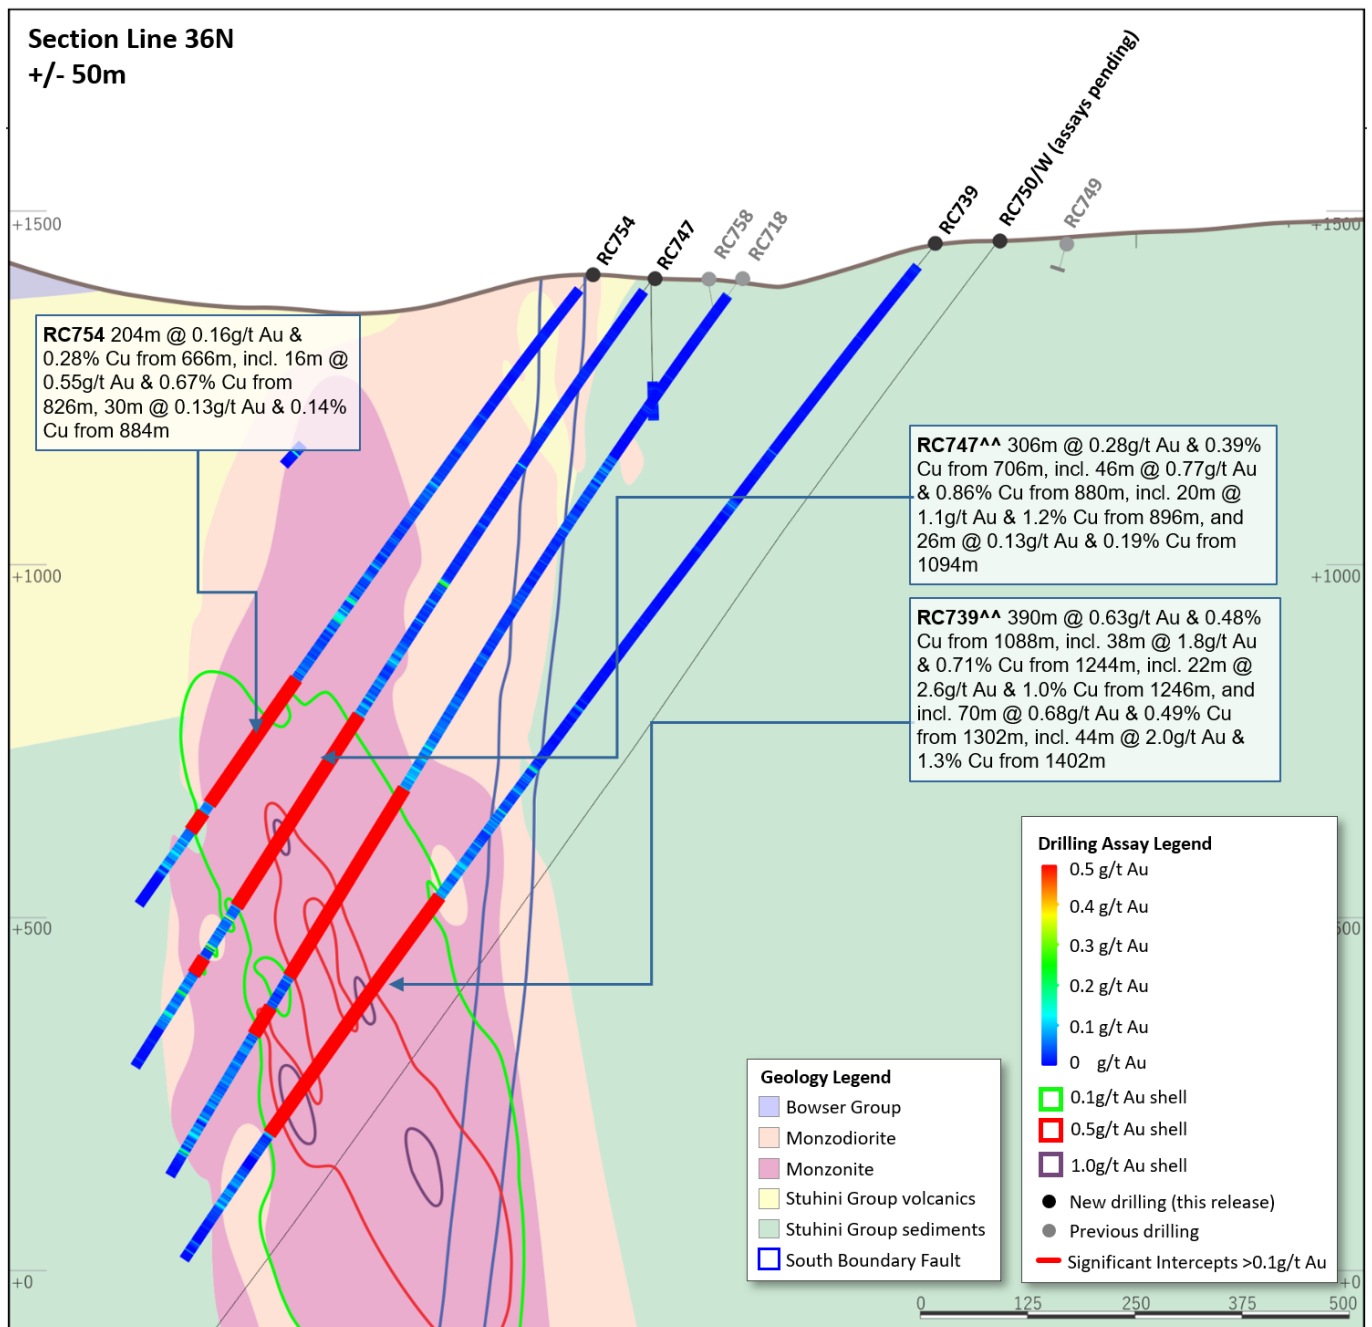 Section Line 36N
+/- 50m
RC754
RC747
RC758
RC718
RC739
RC750/W (assays pending)
RC749
+1500
+1500
RC754 204m @ 0.16g/t Au &
0.28% Cu from 666m, incl. 16m @
0.55g/t Au & 0.67% Cu from
826m, 30m @ 0.13g/t Au & 0.14%
Cu from 884m
RC747^^ 306m @ 0.28g/t Au & 0.39%
Cu from 706m, incl. 46m @ 0.77g/t Au
& 0.86% Cu from 880m, incl. 20m @
1.1g/t Au & 1.2% Cu from 896m, and
26m @ 0.13g/t Au & 0.19% Cu from
1094m
+1000
+1000
RC739^^ 390m @ 0.63g/t Au & 0.48%
Cu from 1088m, incl. 38m @ 1.8g/t Au
& 0.71% Cu from 1244m, incl. 22m @
2.6g/t Au & 1.0% Cu from 1246m, and
incl. 70m @ 0.68g/t Au & 0.49% Cu
from 1302m, incl. 44m @ 2.0g/t Au &
1.3% Cu from 1402m
+500
500
Drilling Assay Legend
0.5 g/t Au
0.4 g/t Au
0.3 g/t Au
0.2 g/t Au
0.1 g/t Au
0 g/t Au
0.1g/t Au shell
0.5g/t Au shell
1.0g/t Au shell
New drilling (this release)
Previous drilling
Significant Intercepts >0.1g/t Au
Geology Legend
Bowser Group
Monzodiorite
Monzonite
Stuhini Group volcanics
Stuhini Group sediments
South Boundary Fault
+0
+0
0 125 250 375 500